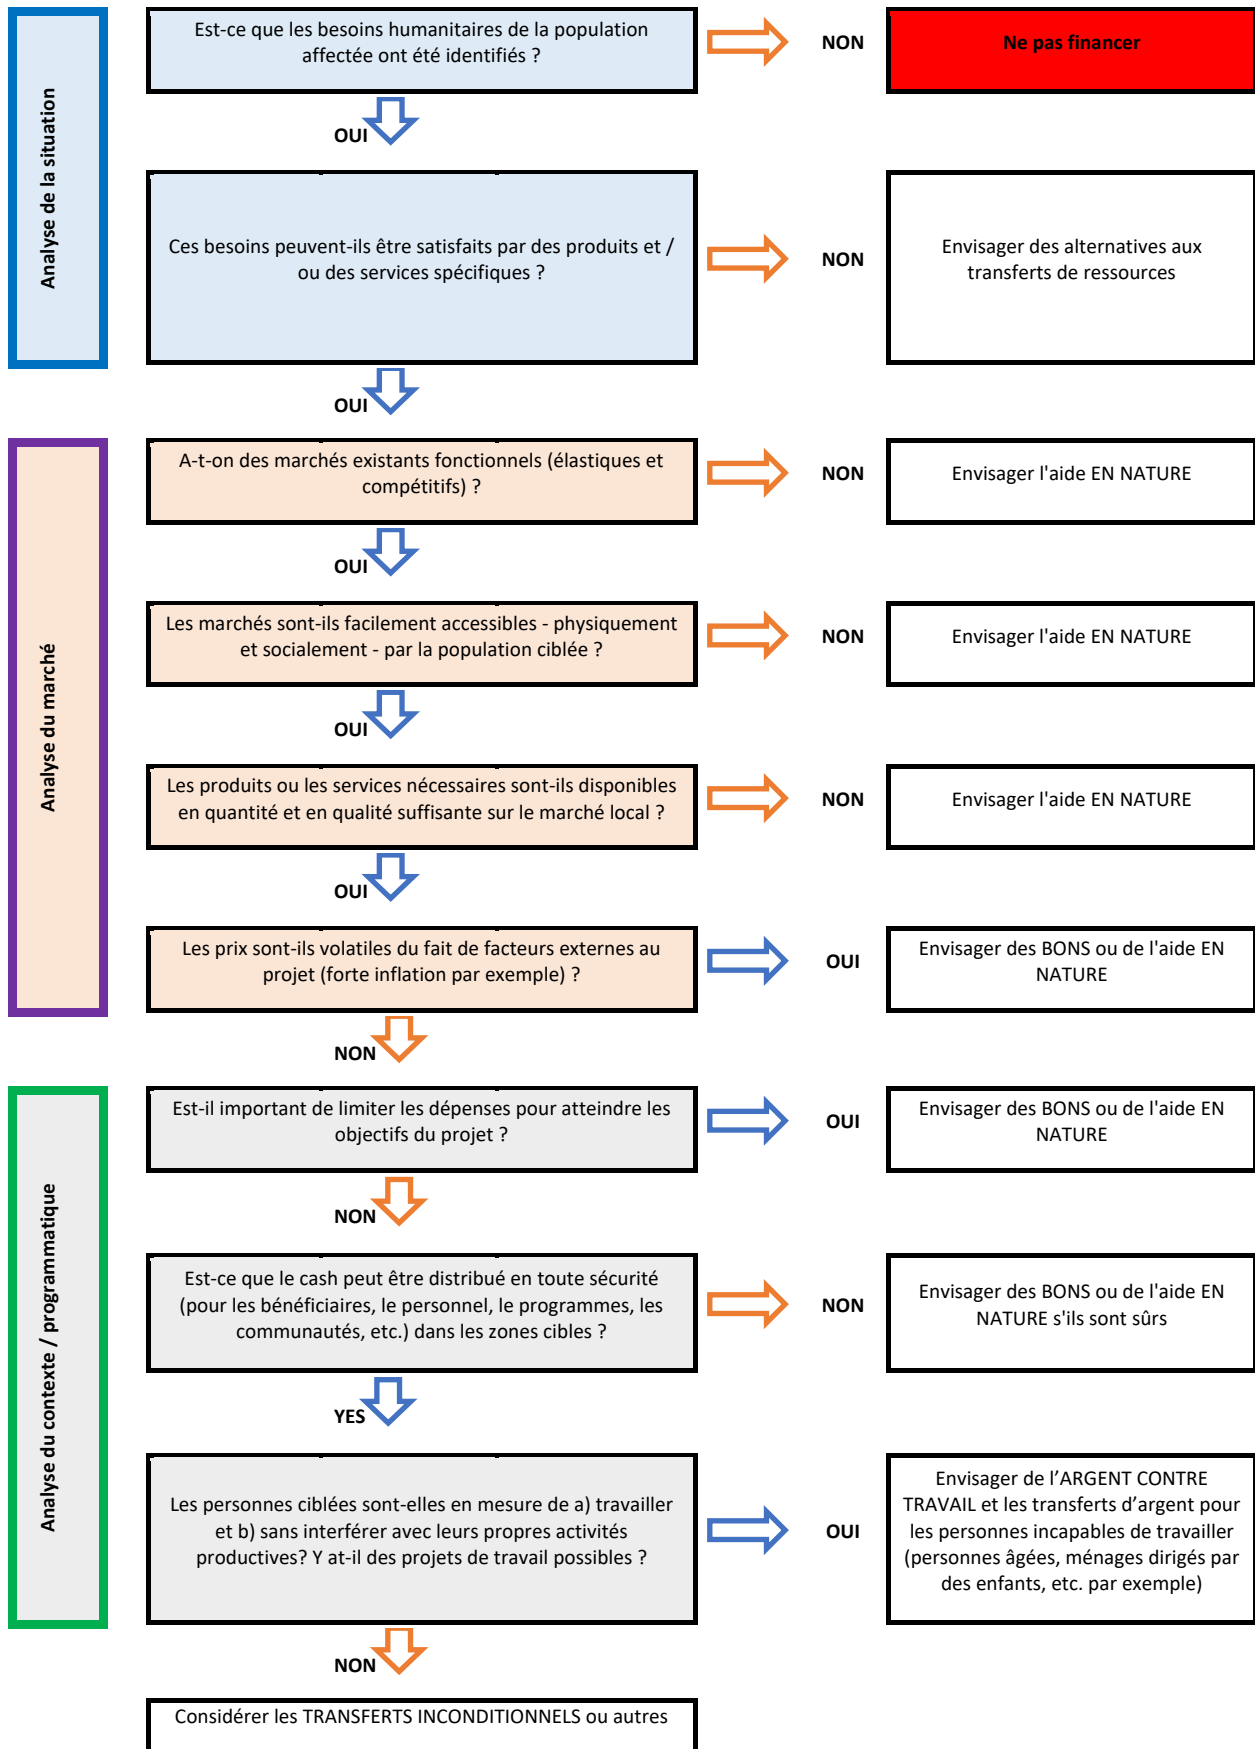 Analyse de la situation
Est-ce que les besoins humanitaires de la population
affectée ont été identifiés ?
NON
Ne pas financer
OUI
Ces besoins peuvent-ils être satisfaits par des produits et /
ou des services spécifiques ?
NON
Envisager des alternatives aux
transferts de ressources
OUI
Analyse du marché
A-t-on des marchés existants fonctionnels (élastiques et
compétitifs) ?
NON
Envisager l'aide EN NATURE
OUI
Les marchés sont-ils facilement accessibles - physiquement
et socialement - par la population ciblée ?
NON
Envisager l'aide EN NATURE
OUI
Les produits ou les services nécessaires sont-ils disponibles
en quantité et en qualité suffisante sur le marché local ?
NON
Envisager l'aide EN NATURE
OUI
Les prix sont-ils volatiles du fait de facteurs externes au
projet (forte inflation par exemple) ?
OUI
Envisager des BONS ou de l'aide EN
NATURE
NON
Analyse du contexte / programmatique
Est-il important de limiter les dépenses pour atteindre les
objectifs du projet ?
OUI
Envisager des BONS ou de l'aide EN
NATURE
NON
Est-ce que le cash peut être distribué en toute sécurité
(pour les bénéficiaires, le personnel, le programmes, les
communautés, etc.) dans les zones cibles ?
NON
Envisager des BONS ou de l'aide EN
NATURE s'ils sont sûrs
YES
Les personnes ciblées sont-elles en mesure de a) travailler
et b) sans interférer avec leurs propres activités
productives? Y at-il des projets de travail possibles ?
OUI
Envisager de l’ARGENT CONTRE
TRAVAIL et les transferts d’argent pour
les personnes incapables de travailler
(personnes âgées, ménages dirigés par
des enfants, etc. par exemple)
NON
Considérer les TRANSFERTS INCONDITIONNELS ou autres